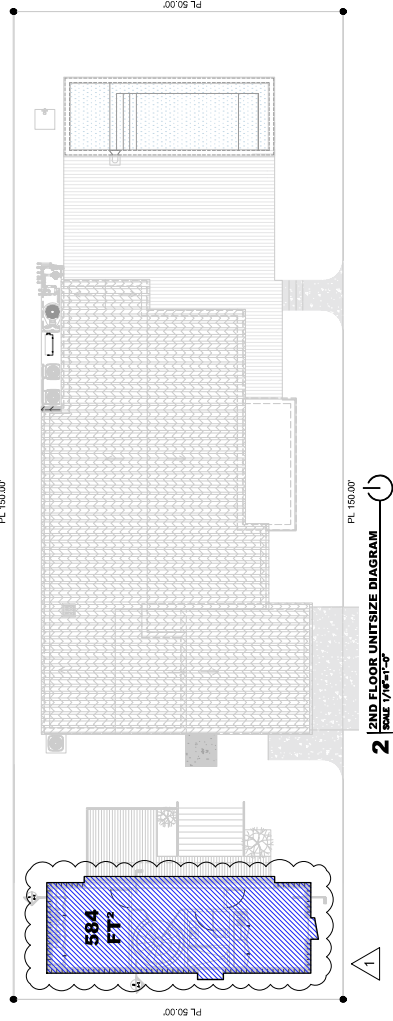 PL 50.00'
PL 150.00'
PL 150.00'
2
2ND FLOOR UNITSIZE DIAGRAM
SCALE 1/16"=1'-0"
584
FT²
1
PL 50.00'